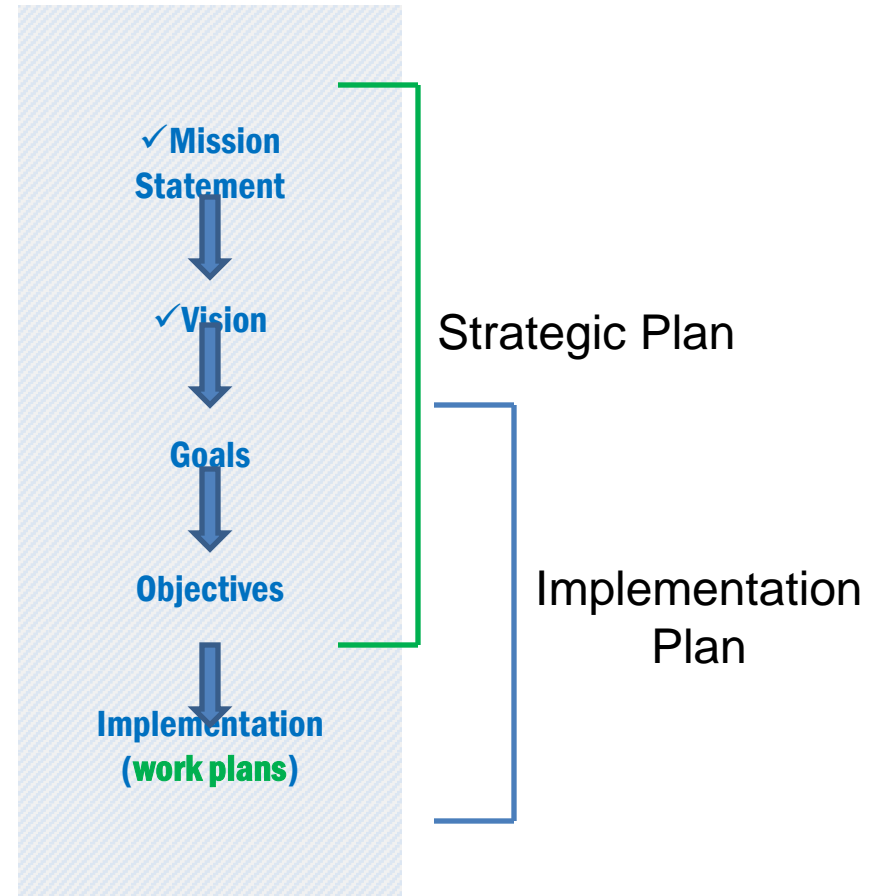 ✓Mission
Statement
✓Vision
Strategic Plan
Goals
Objectives
Implementation
Plan
Implementation
(work plans)